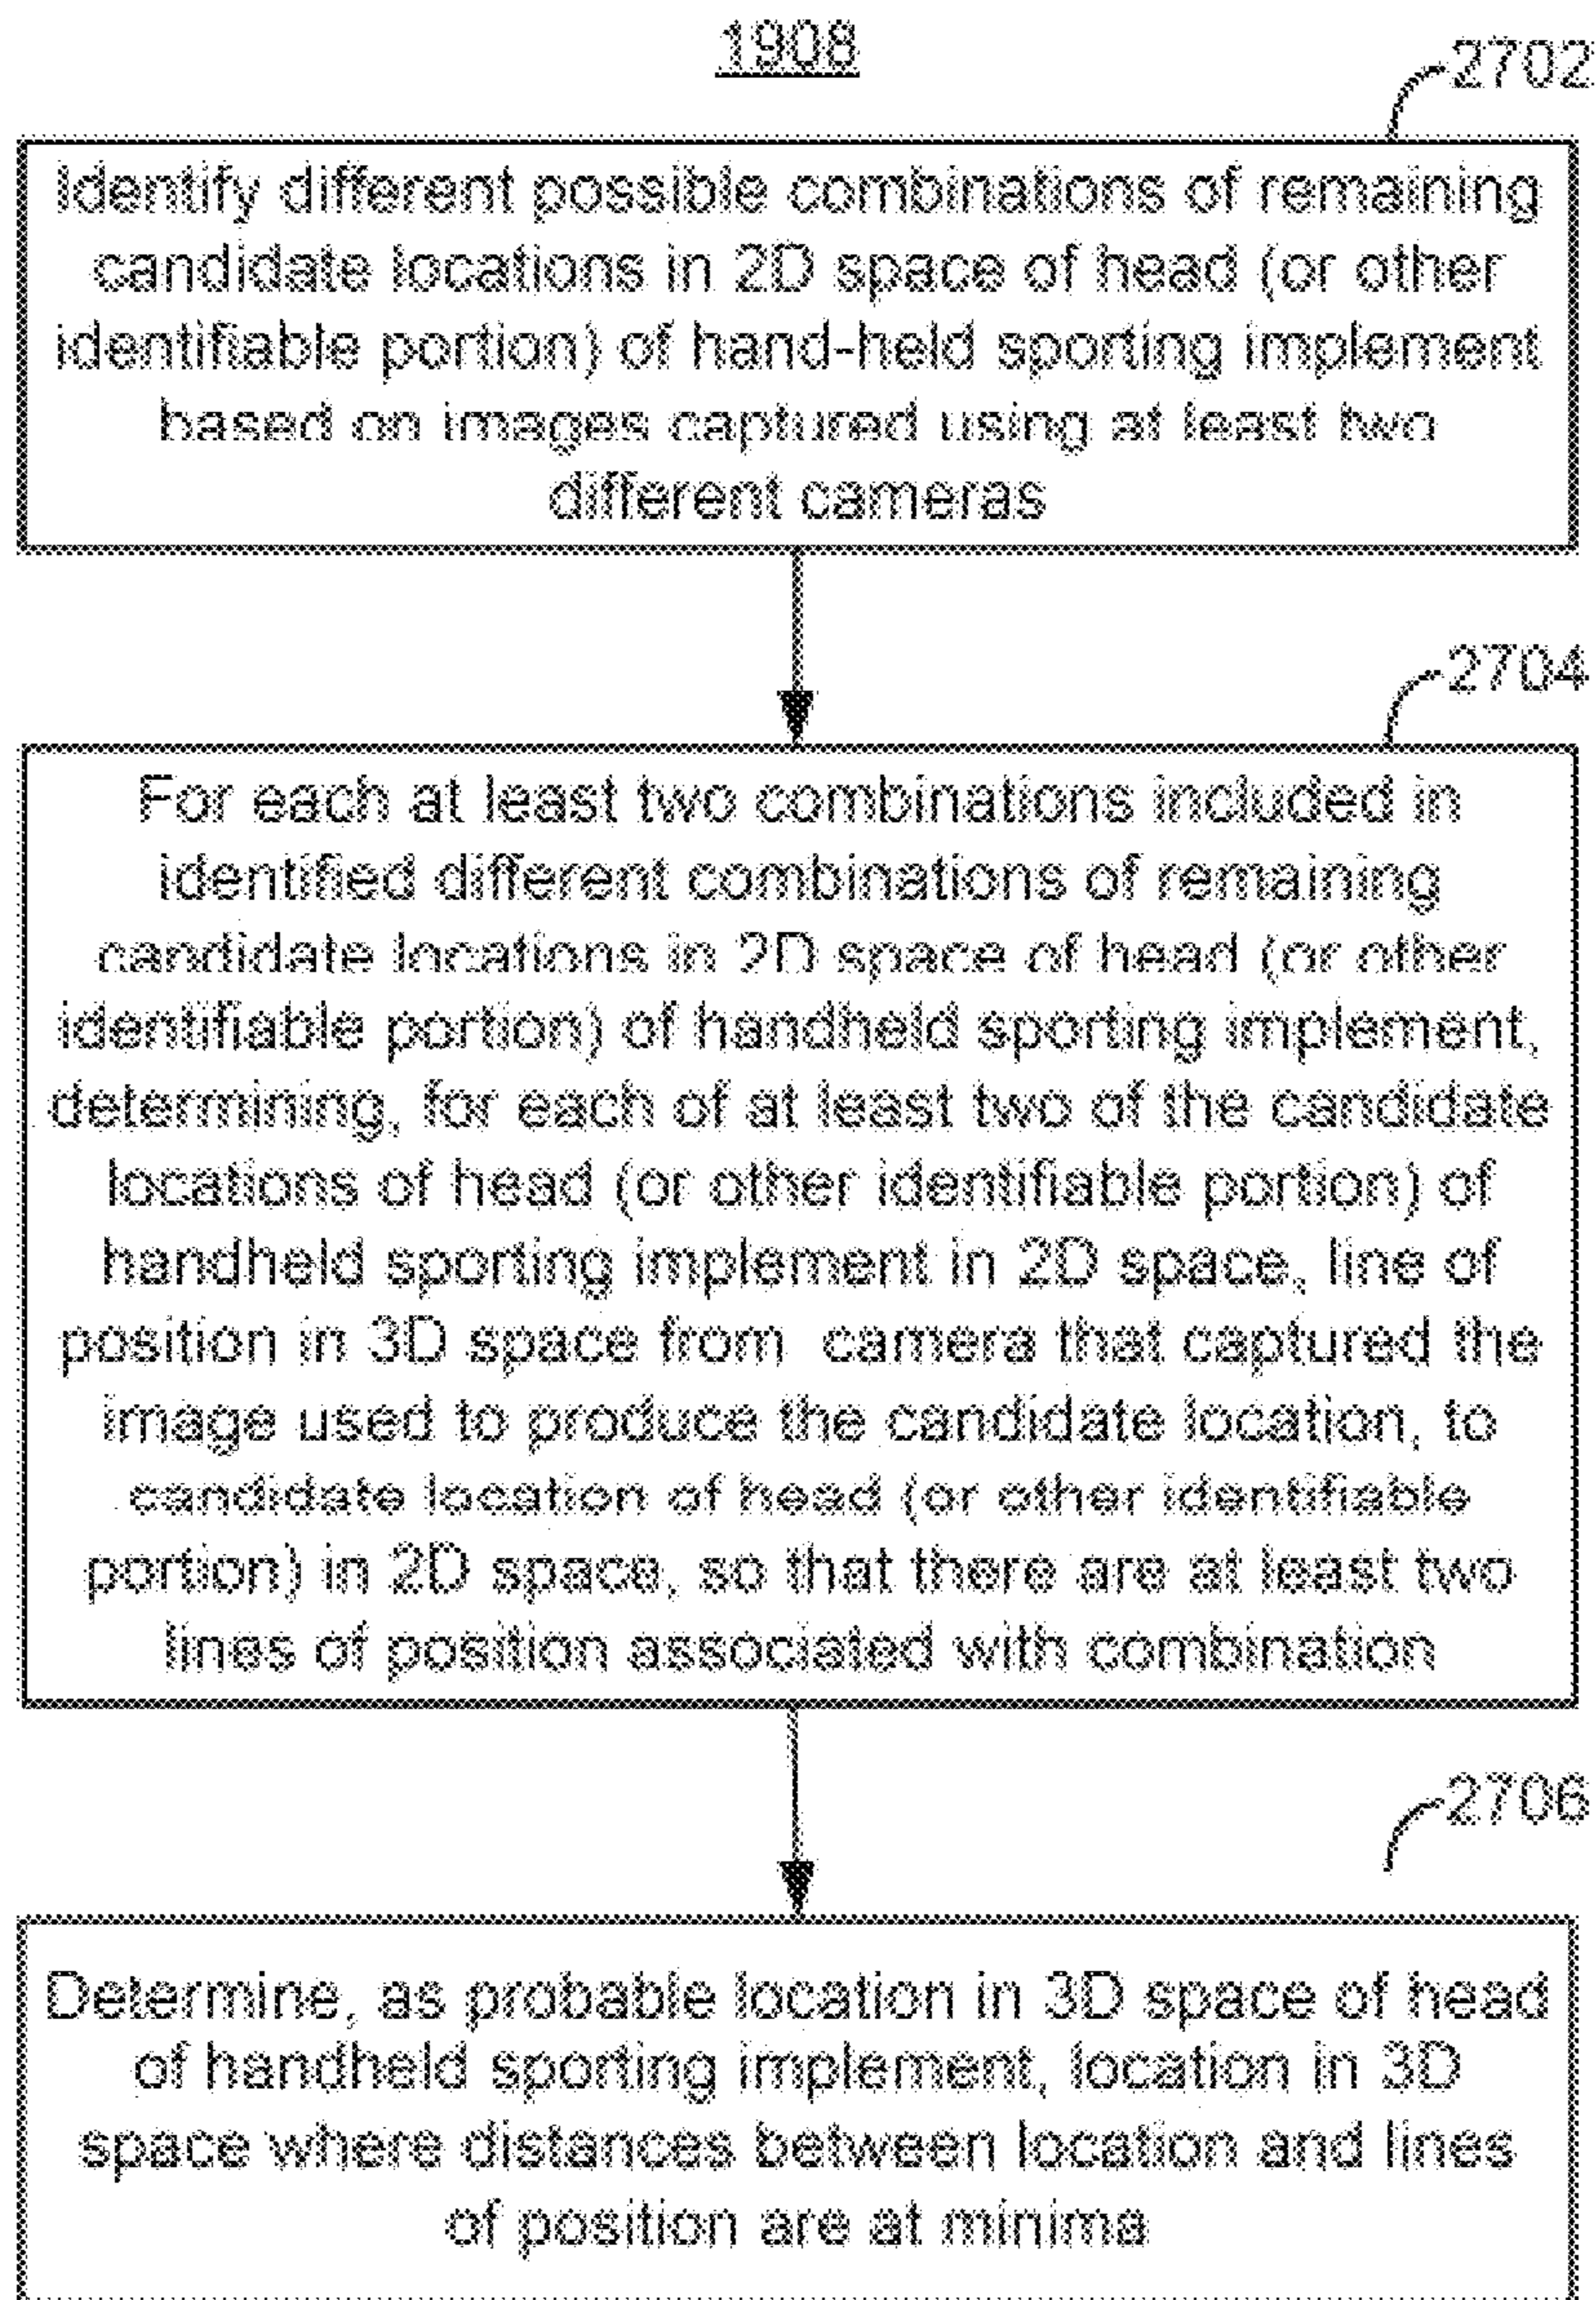 1908
2702
Identify different possible combinations of remaining
candidate locations in 2D space of head (or other
identifiable portion) of hand-held sporting implement
based on images captured using at least two
different cameras
2704
For each at least two combinations included in
identified different combinations of remaining
candidate locations in 2D space of head (or other
identifiable portion) of handheld sporting implement,
determining, for each of at least two of the candidate
locations of head (or other identifiable portion) of
handheld sporting implement in 2D space, line of
position in 3D space from camera that captured the
image used to produce the candidate location, to
candidate location of head (or other identifiable
portion) in 2D space, so that there are at least two
lines of position associated with combination
2706
Determine, as probable location in 3D space of head
of handheld sporting implement, location in 3D
space where distances between location and lines
of position are at minima